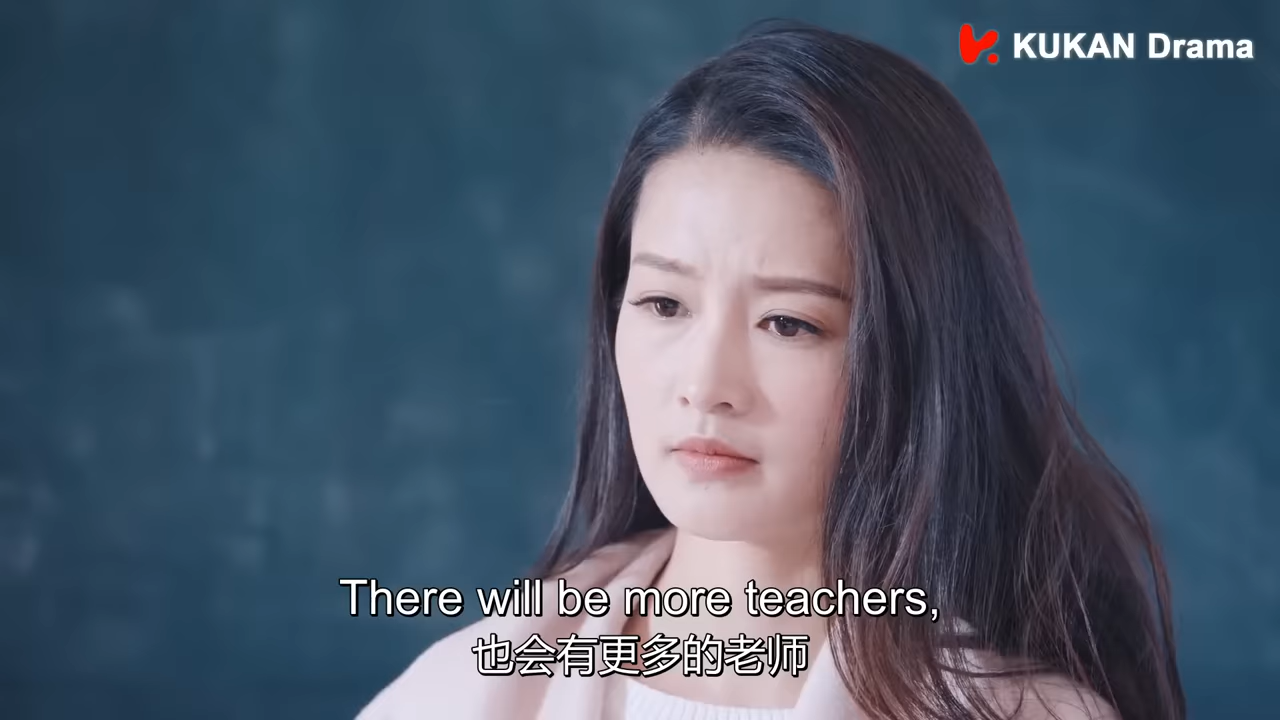 KUKAN Drama
There will be more teachers,
也会有更多的老师